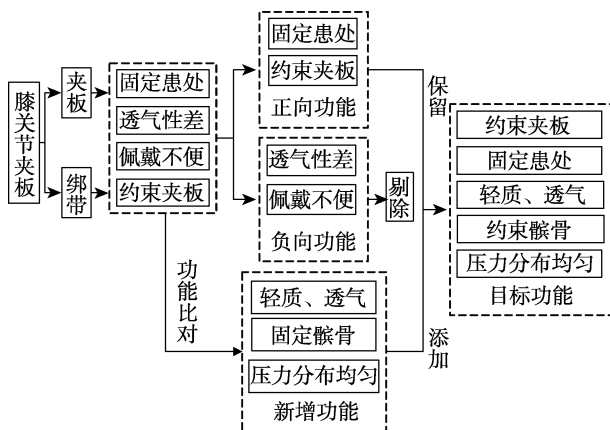 膝关节夹板
夹板
绑带
固定患处
透气性差
佩戴不便
约束夹板
固定患处
约束夹板
正向功能
透气性差
佩戴不便
负向功能
剔除
功能比对
轻质、透气
固定髌骨
压力分布均匀
新增功能
保留
添加
约束夹板
固定患处
轻质、透气
约束髌骨
压力分布均匀
目标功能